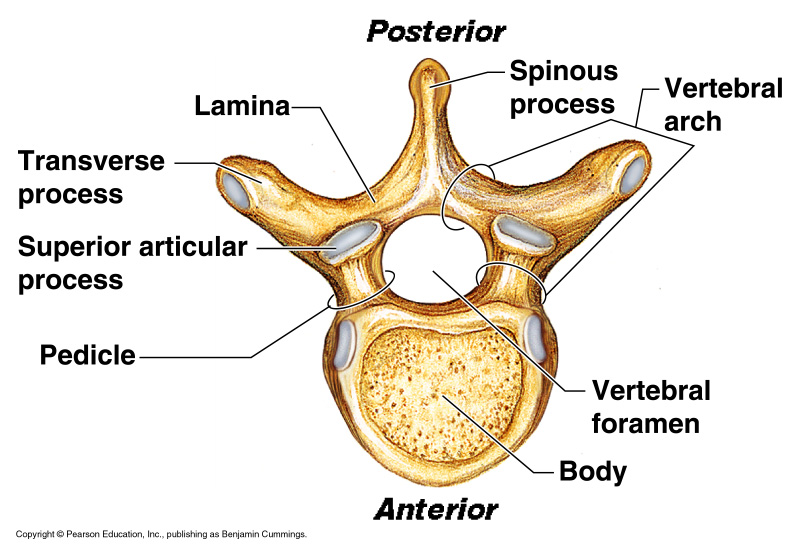 Posterior
Spinous
process
Vertebral
arch
Lamina
Transverse
process
Superior articular
process
Pedicle
Vertebral
foramen
Body
Anterior
Copyright © Pearson Education, Inc., publishing as Benjamin Cummings.